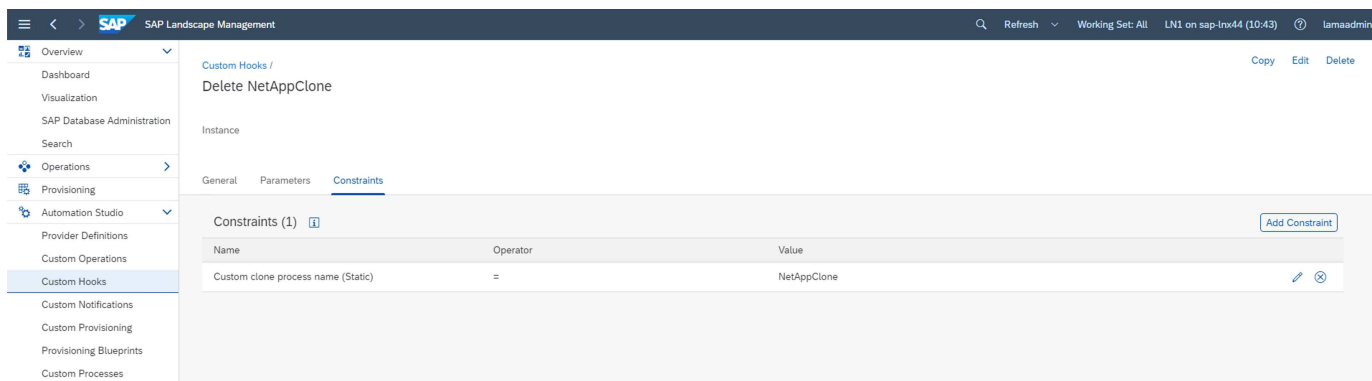 SAP SAP Landscape Management Refresh Working Set: All LN1 on sap-lnx44 (10:43) lamaadmin
Overview
Dashboard
Visualization
SAP Database Administration
Search
Operations
Provisioning
Automation Studio
Provider Definitions
Custom Operations
Custom Hooks
Custom Notifications
Custom Provisioning
Provisioning Blueprints
Custom Processes
Custom Hooks /
Copy Edit Delete
Delete NetAppClone
Instance
General Parameters Constraints
Constraints (1)
Add Constraint
Name Operator Value
Custom clone process name (Static) = NetAppClone